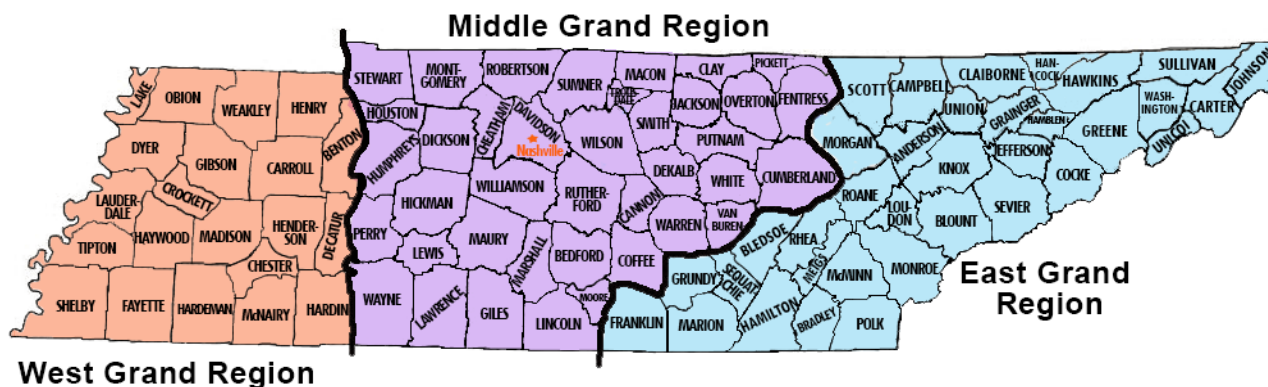 Middle Grand Region
STEWART
MONT-
GOMERY
ROBERTSON
SUMNER
MACON
TROUS-
DALE
CLAY
PICKETT
HOUSTON
DICKSON
CHEATHAM
DAVIDSON
Nashville
WILSON
SMITH
JACKSON
OVERTON
FENTRESS
PUTNAM
HUMPHREYS
HICKMAN
WILLIAMSON
RUTHER-
FORD
CANNON
DEKALB
WHITE
CUMBERLAND
WARREN
VAN
BUREN
PERRY
LEWIS
MAURY
MARSHALL
BEDFORD
COFFEE
WAYNE
LAWRENCE
GILES
LINCOLN
MOORE
LAKE
OBION
WEAKLEY
HENRY
BENTON
DYER
GIBSON
CARROLL
CROCKETT
LAUDER-
DALE
HAYWOOD
MADISON
HENDER-
SON
DECATUR
TIPTON
CHESTER
SHELBY
FAYETTE
HARDEMAN
McNAIRY
HARDIN
West Grand Region
SCOTT
CAMPBELL
CLAIBORNE
HAN-
COCK
HAWKINS
SULLIVAN
JOHNSON
WASH-
INGTON
CARTER
UNICOI
GREENE
UNION
GRAINGER
HAMBLEN
MORGAN
ANDERSON
KNOX
JEFFERSON
COCKE
ROANE
LOU-
DON
BLOUNT
SEVIER
BLEDSOE
RHEA
MEIGS
McMINN
MONROE
GRUNDY
SEQUAT
CHIE
HAMILTON
BRADLEY
POLK
FRANKLIN
MARION
East Grand
Region